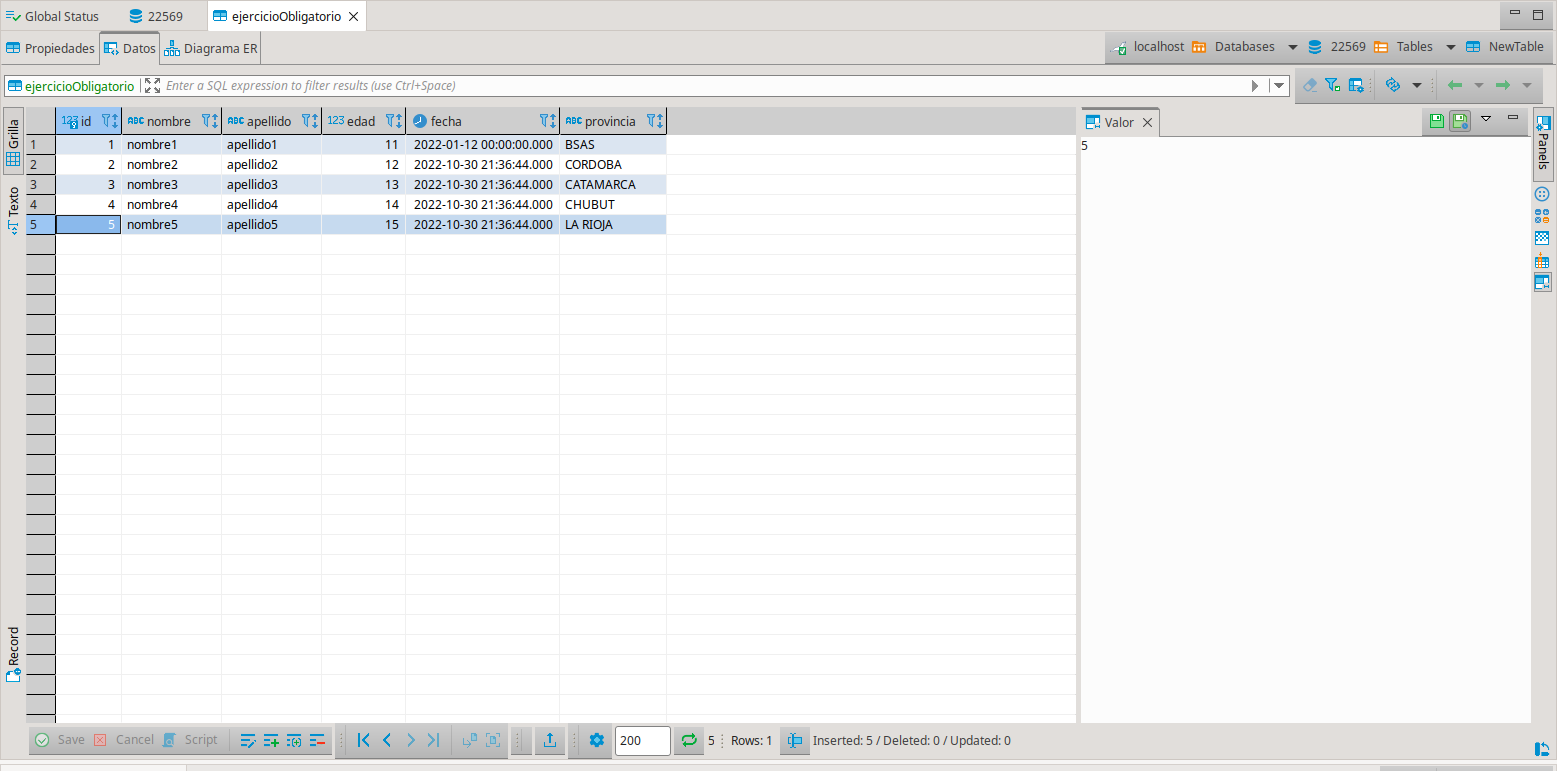 Global Status 22569 ejercicioObligatorio
Propiedades Datos Diagrama ER localhost Databases 22569 Tables NewTable
ejercicioObligatorio Enter a SQL expression to filter results (use Ctrl+Space)
Grilla
Texto
Record
123 id ABC nombre ABC apellido 123 edad fecha ABC provincia
1 1 nombre1 apellido1 11 2022-01-12 00:00:00.000 BSAS
2 2 nombre2 apellido2 12 2022-10-30 21:36:44.000 CORDOBA
3 3 nombre3 apellido3 13 2022-10-30 21:36:44.000 CATAMARCA
4 4 nombre4 apellido4 14 2022-10-30 21:36:44.000 CHUBUT
5 5 nombre5 apellido5 15 2022-10-30 21:36:44.000 LA RIOJA
Valor
5
Panels
Save Cancel Script 200 5 Rows: 1 Inserted: 5 / Deleted: 0 / Updated: 0